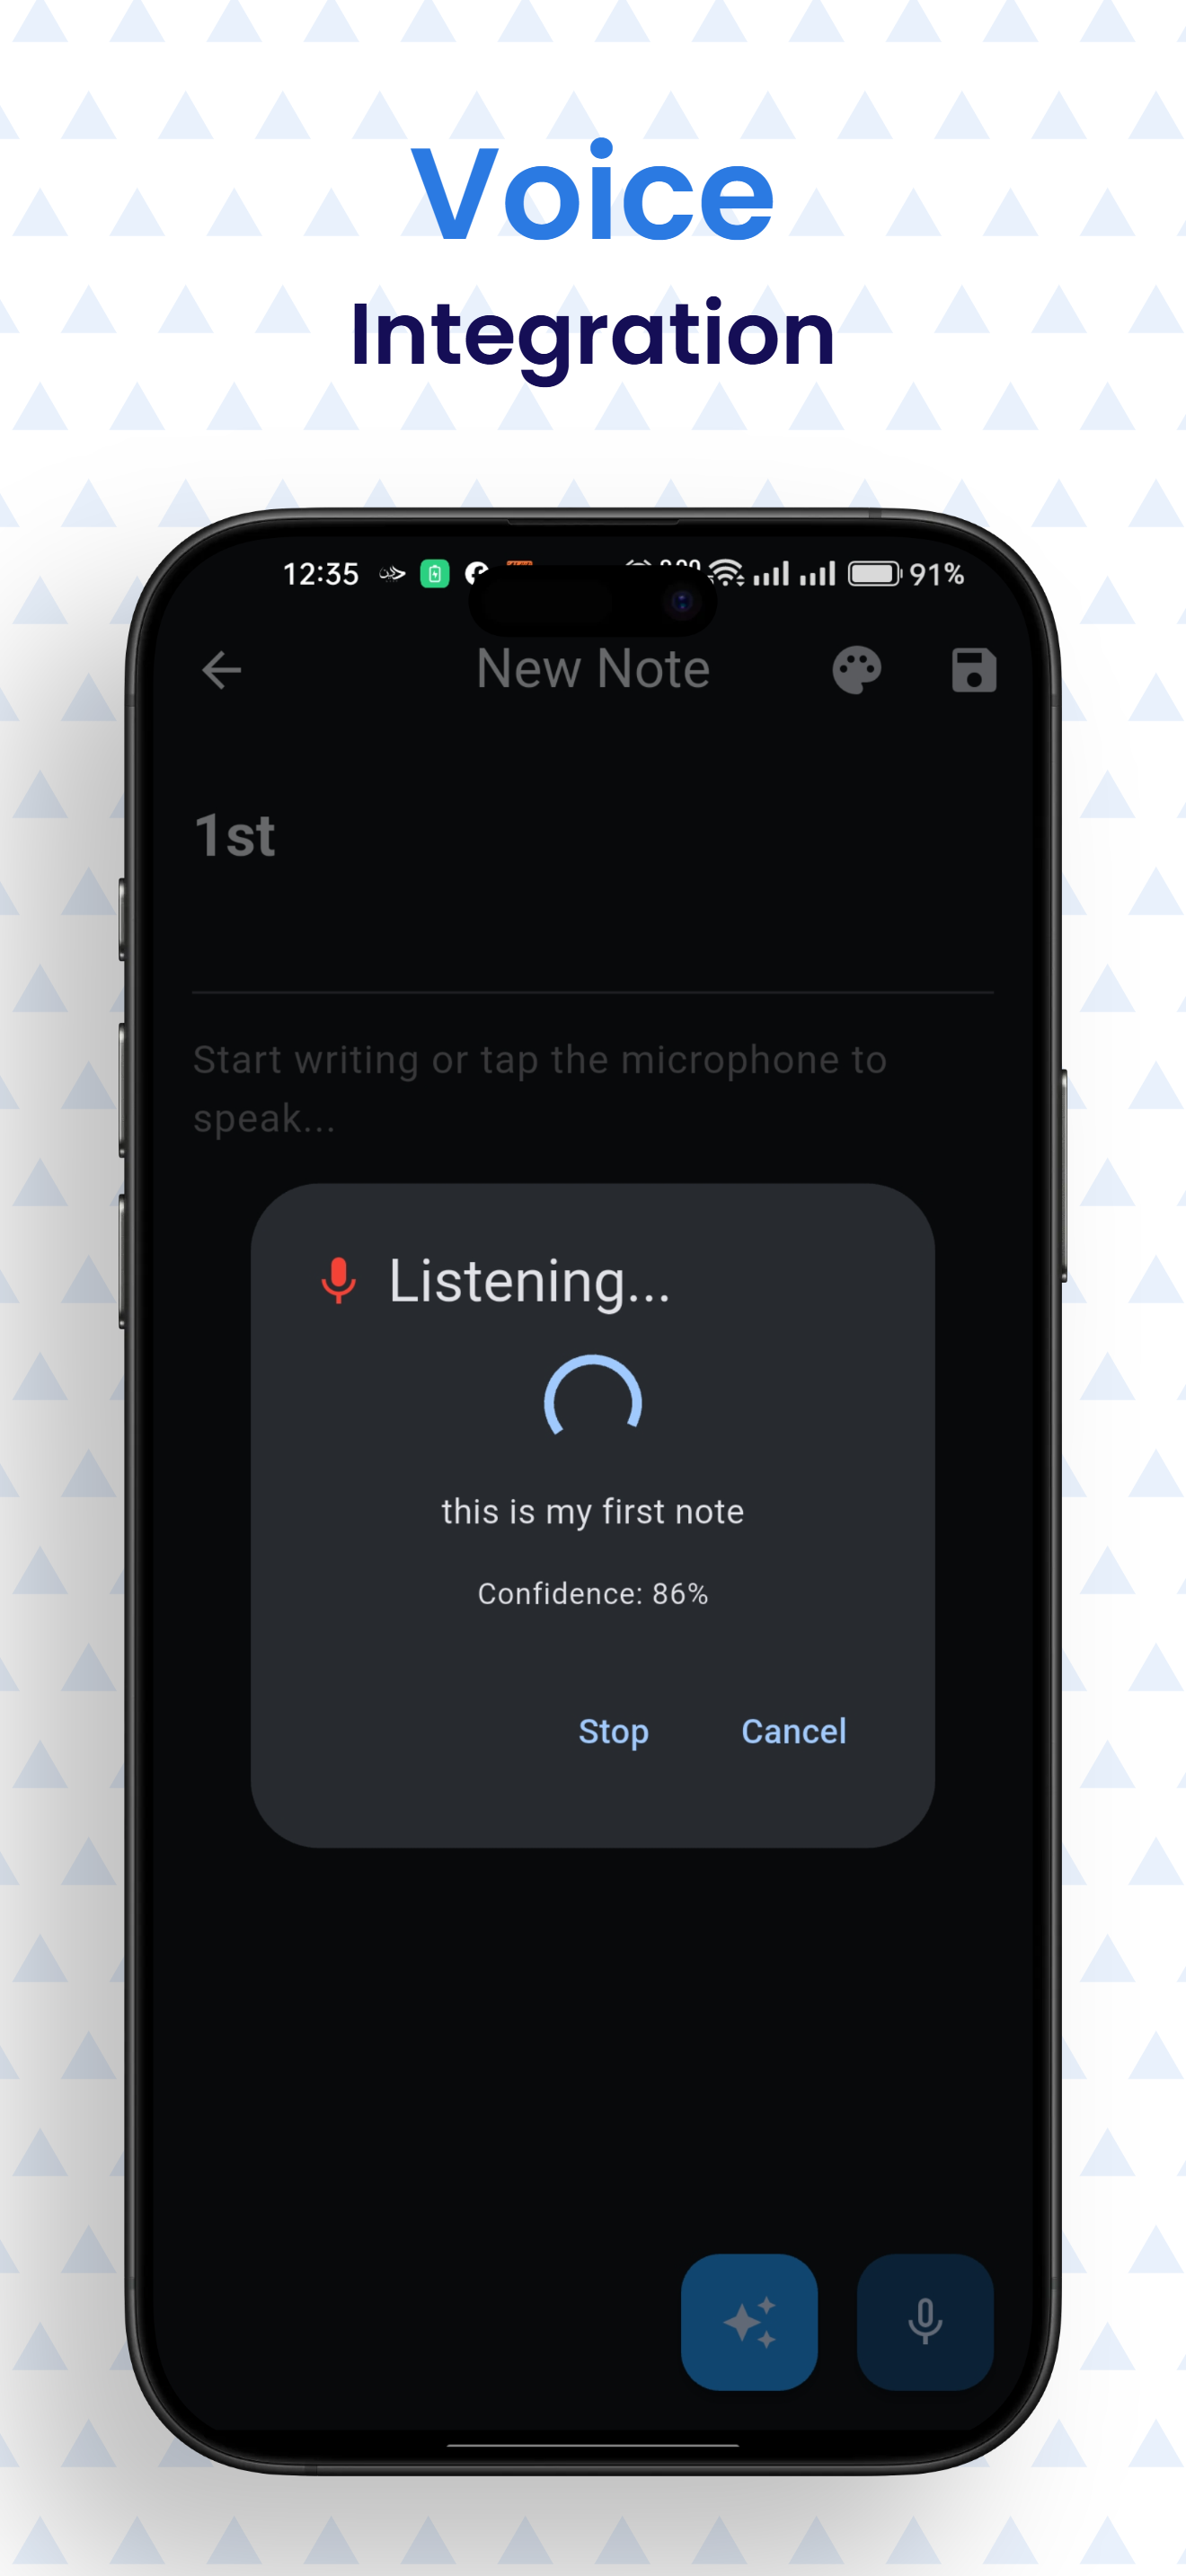 Voice
Integration
12:35
91%
New Note
1st
Start writing or tap the microphone to
speak...
Listening...
this is my first note
Confidence: 86%
Stop
Cancel